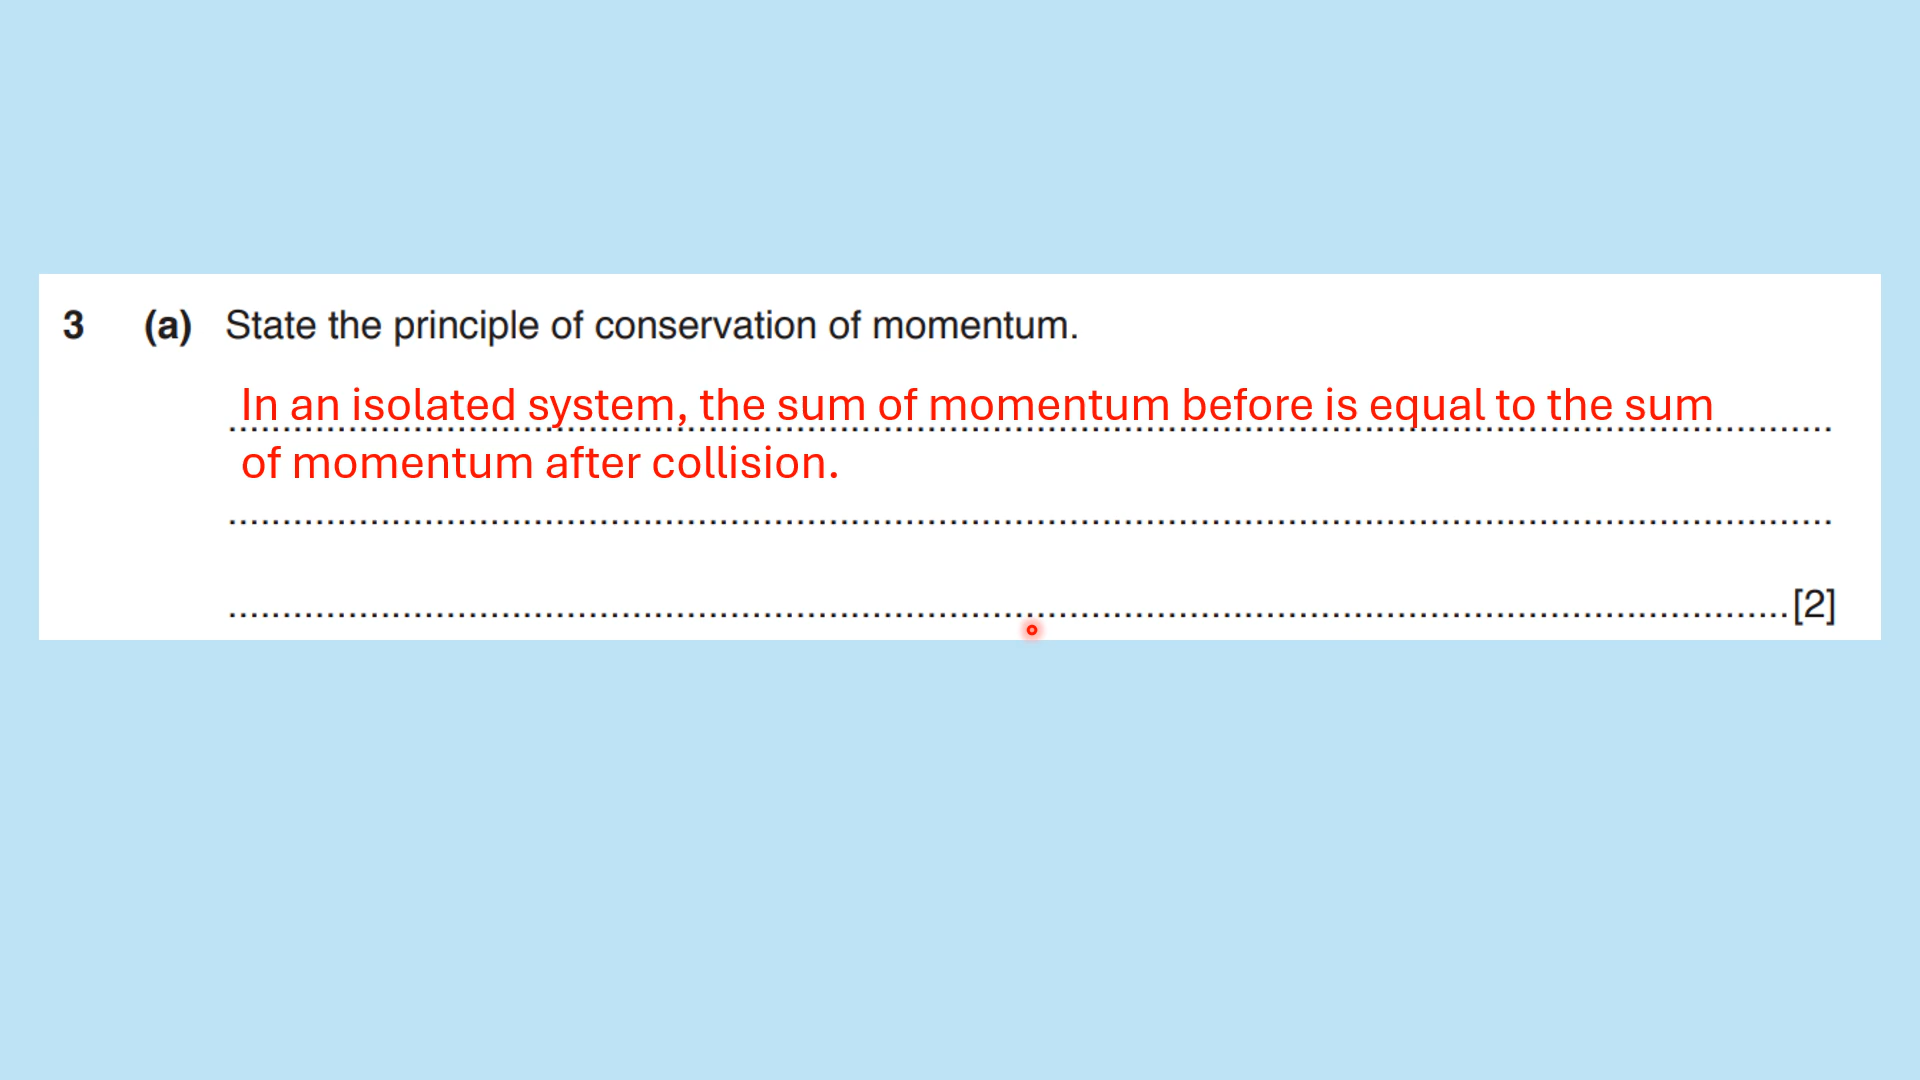 3 (a) State the principle of conservation of momentum.
In an isolated system, the sum of momentum before is equal to the sum
of momentum after collision.
[2]